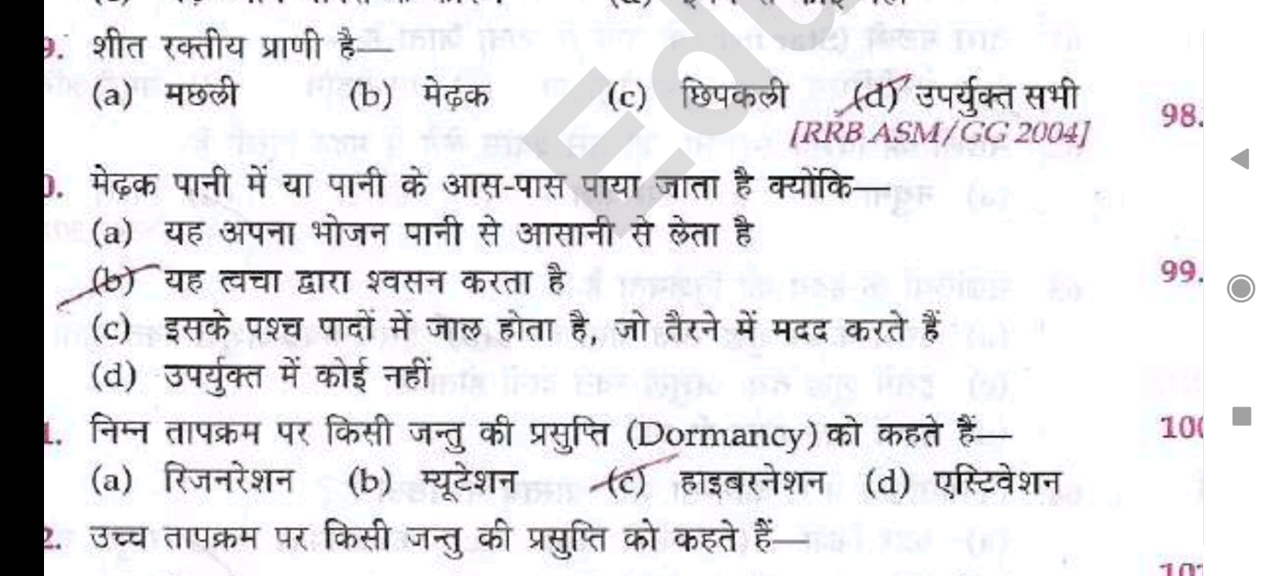 9. शीत रक्तीय प्राणी है—
(a) मछली (b) मेढ़क (c) छिपकली (d) उपर्युक्त सभी
[RRB ASM/GG 2004]
98.
0. मेढ़क पानी में या पानी के आस-पास पाया जाता है क्योंकि—
(a) यह अपना भोजन पानी से आसानी से लेता है
(b) यह त्वचा द्वारा श्वसन करता है
99.
(c) इसके पश्च पादों में जाल होता है, जो तैरने में मदद करते हैं
(d) उपर्युक्त में कोई नहीं
1. निम्न तापक्रम पर किसी जन्तु की प्रसुप्ति (Dormancy) को कहते हैं—
100
(a) रिजनरेशन (b) म्यूटेशन (c) हाइबरनेशन (d) एस्टिवेशन
2. उच्च तापक्रम पर किसी जन्तु की प्रसुप्ति को कहते हैं—
Edu